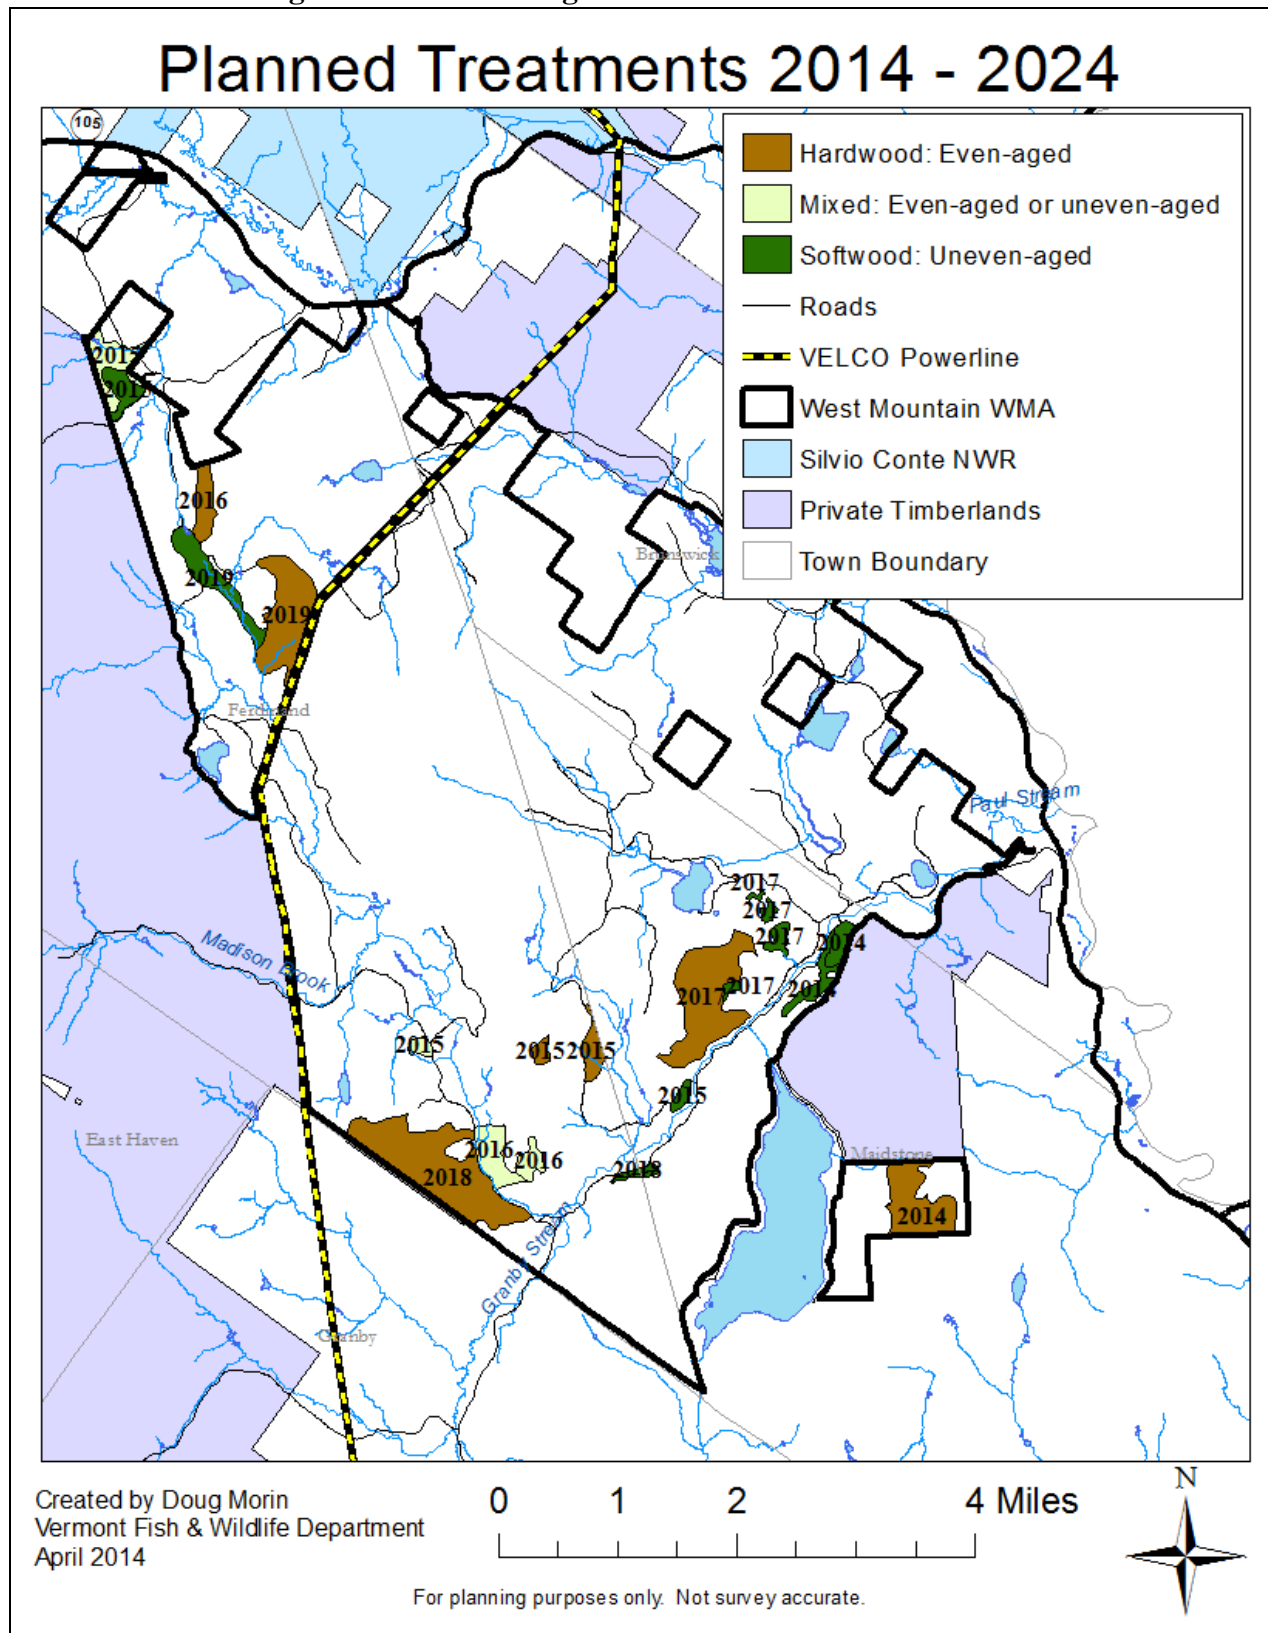 Planned Treatments 2014 - 2024
105
Hardwood: Even-aged
Mixed: Even-aged or uneven-aged
Softwood: Uneven-aged
Roads
VELCO Powerline
West Mountain WMA
Silvio Conte NWR
Private Timberlands
Town Boundary
2015
2015
2016
Brunswick
2019
2019
Ferdinand
Paul Stream
2017
2017
2017
2014
Madison Brook
2017
2017
2014
2015
2015
2015
2015
East Haven
2016
2016
2018
2018
Maidstone
2014
Granby Stream
Granby
Created by Doug Morin
Vermont Fish & Wildlife Department
April 2014
0 1 2 4 Miles
N
For planning purposes only. Not survey accurate.